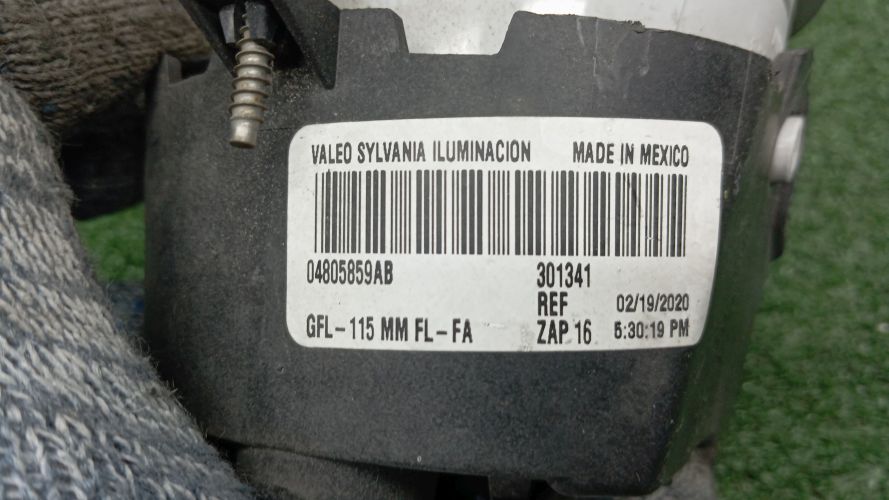 VALEO SYLVANIA ILUMINACION MADE IN MEXICO
04805859AB 301341
REF 02/19/2020
GFL-115 MM FL-FA ZAP 16 5:30:19 PM